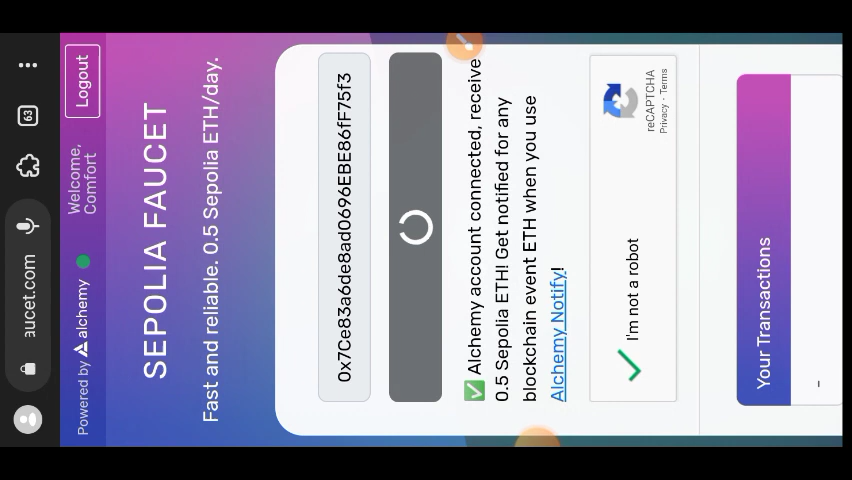 aucet.com
63
Powered by alchemy
Welcome,
Comfort
Logout
SEPOLIA FAUCET
Fast and reliable. 0.5 Sepolia ETH/day.
0x7Ce83a6de8ad0696EBE86fF75f3
✅ Alchemy account connected, receive
0.5 Sepolia ETH! Get notified for any
blockchain event ETH when you use
Alchemy Notify!
I'm not a robot
reCAPTCHA
Privacy - Terms
Your Transactions